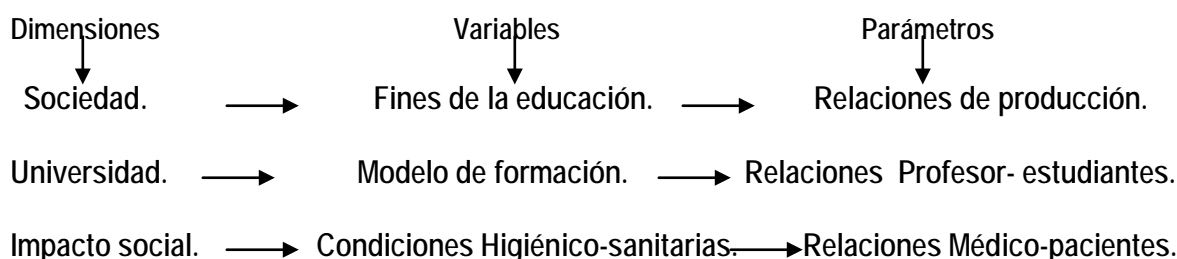 Dimensiones Variables Parámetros
Sociedad. Fines de la educación. Relaciones de producción.
Universidad. Modelo de formación. Relaciones Profesor- estudiantes.
Impacto social. Condiciones Higiénico-sanitarias. Relaciones Médico-pacientes.